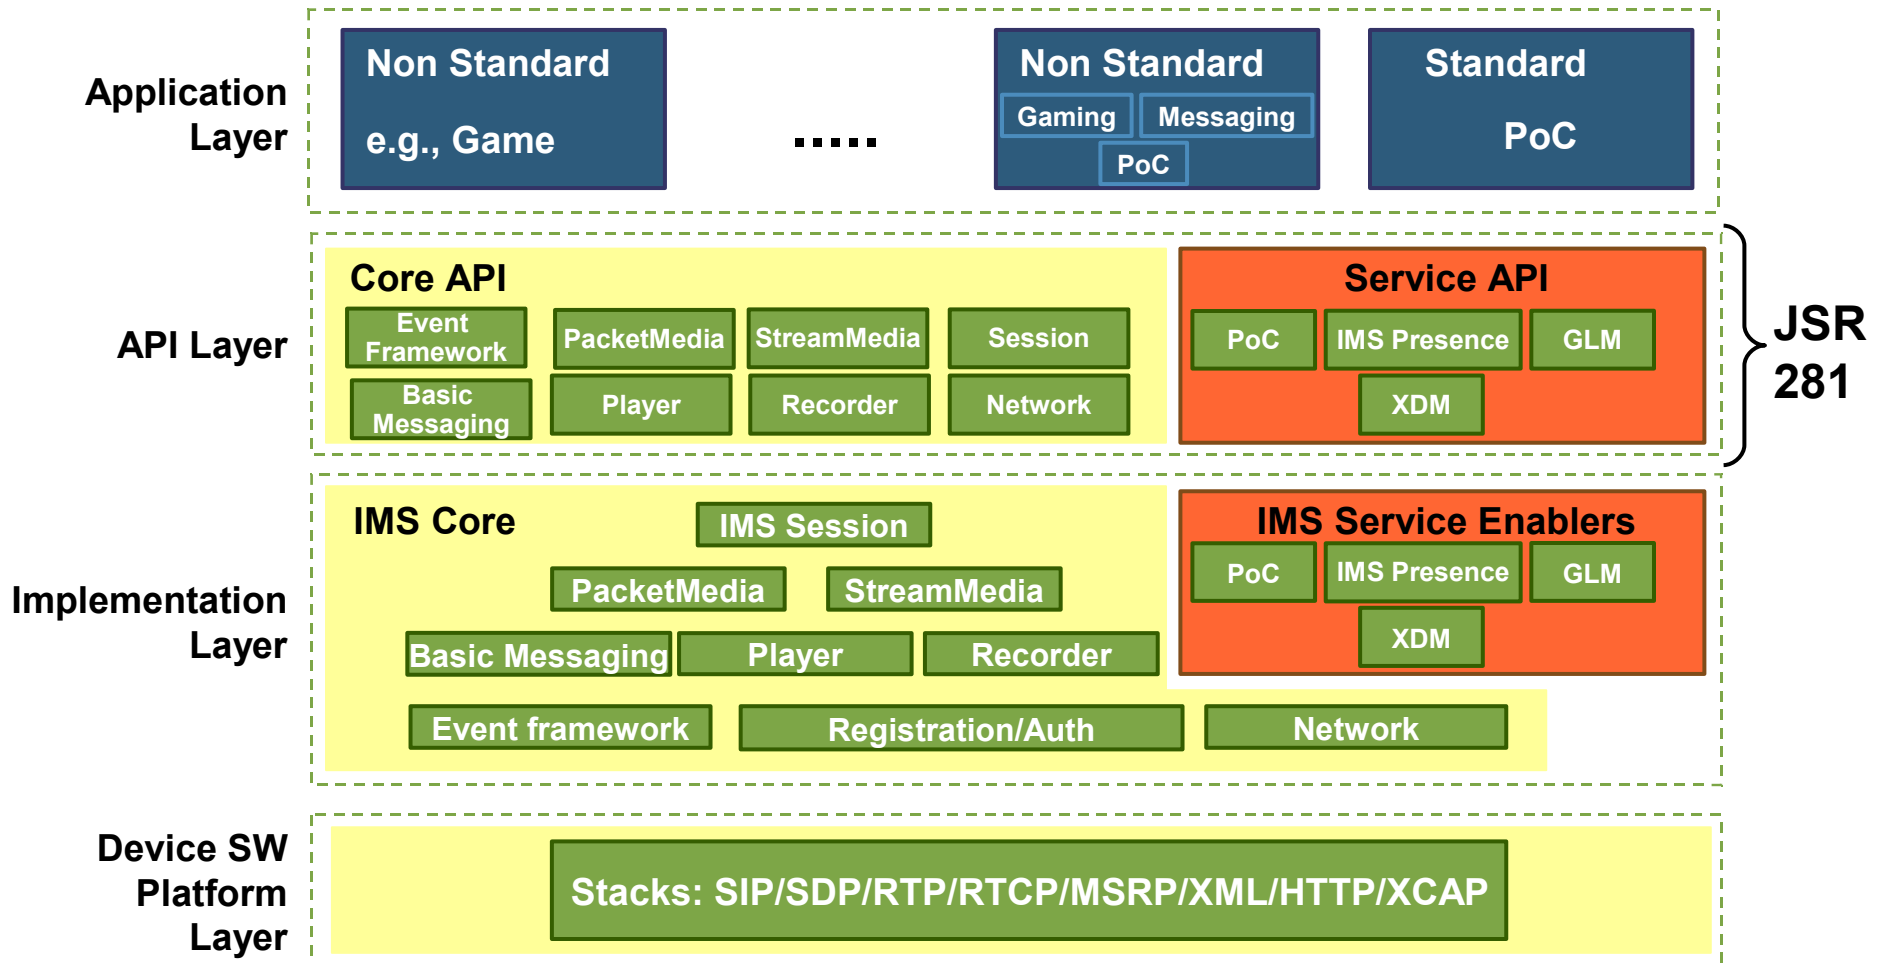 Application
Layer
Non Standard
e.g., Game
.....
Non Standard
Gaming
Messaging
PoC
Standard
PoC
API Layer
Core API
Event
Framework
PacketMedia
StreamMedia
Session
Basic
Messaging
Player
Recorder
Network
Service API
PoC
IMS Presence
GLM
XDM
JSR
281
Implementation
Layer
IMS Core
IMS Session
PacketMedia
StreamMedia
Basic Messaging
Player
Recorder
Event framework
Registration/Auth
Network
IMS Service Enablers
PoC
IMS Presence
GLM
XDM
Device SW
Platform
Layer
Stacks: SIP/SDP/RTP/RTCP/MSRP/XML/HTTP/XCAP